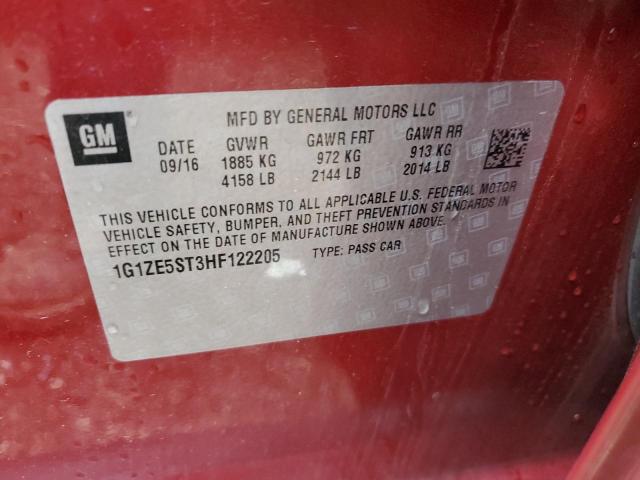 GM
MFD BY GENERAL MOTORS LLC
DATE GVWR GAWR FRT GAWR RR
09/16 1885 KG 972 KG 913 KG
4158 LB 2144 LB 2014 LB
THIS VEHICLE CONFORMS TO ALL APPLICABLE U.S. FEDERAL MOTOR
VEHICLE SAFETY, BUMPER, AND THEFT PREVENTION STANDARDS IN
EFFECT ON THE DATE OF MANUFACTURE SHOWN ABOVE.
1G1ZE5ST3HF122205 TYPE: PASS CAR